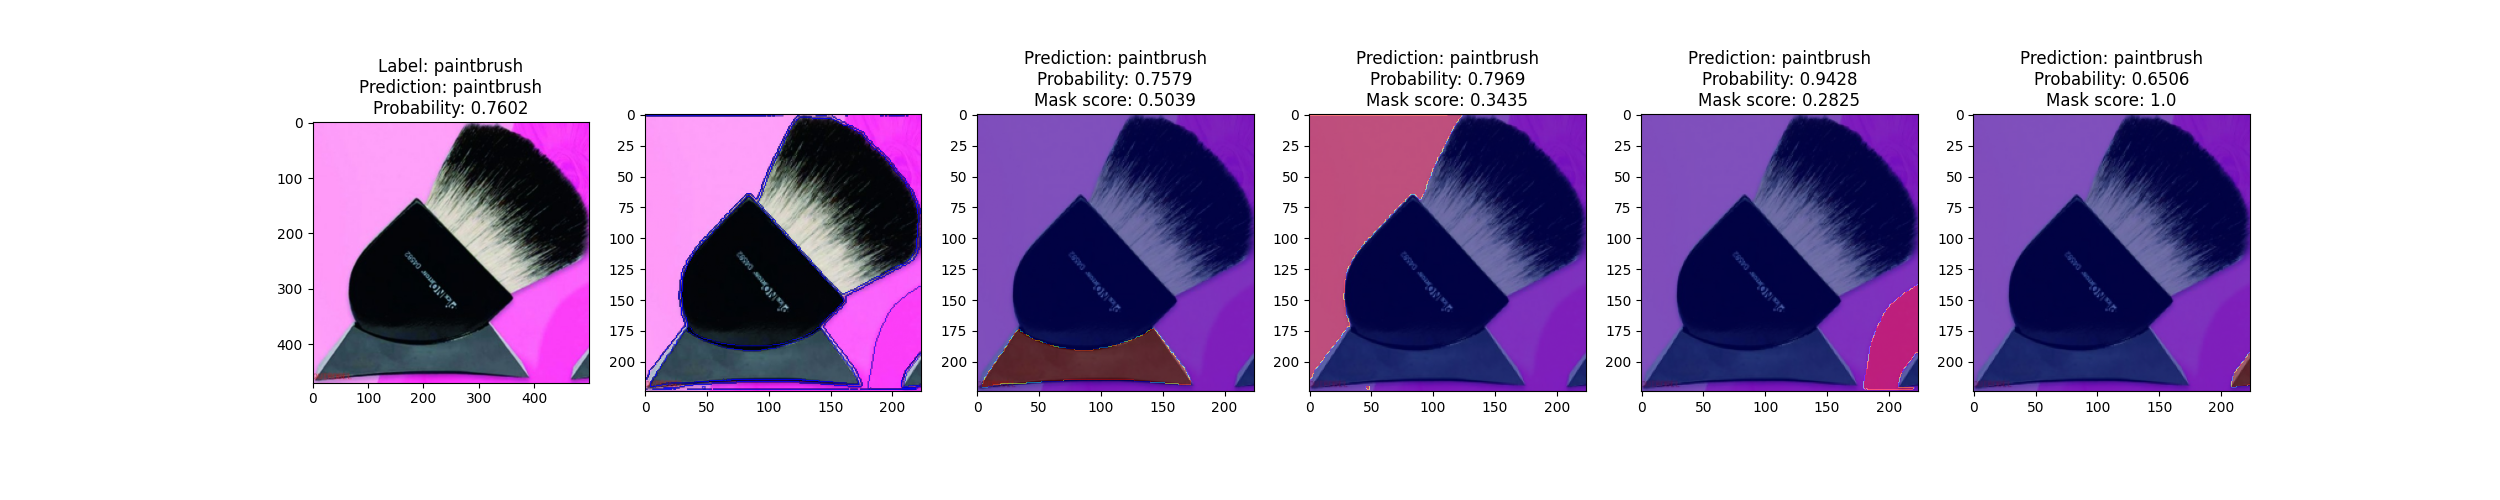 Label: paintbrush
Prediction: paintbrush
Probability: 0.7602
Prediction: paintbrush
Probability: 0.7579
Mask score: 0.5039
Prediction: paintbrush
Probability: 0.7969
Mask score: 0.3435
Prediction: paintbrush
Probability: 0.9428
Mask score: 0.2825
Prediction: paintbrush
Probability: 0.6506
Mask score: 1.0
0
100
200
300
400
0 100 200 300 400
0
25
50
75
100
125
150
175
200
0 50 100 150 200
0
25
50
75
100
125
150
175
200
0 50 100 150 200
0
25
50
75
100
125
150
175
200
0 50 100 150 200
0
25
50
75
100
125
150
175
200
0 50 100 150 200
0
25
50
75
100
125
150
175
200
0 50 100 150 200